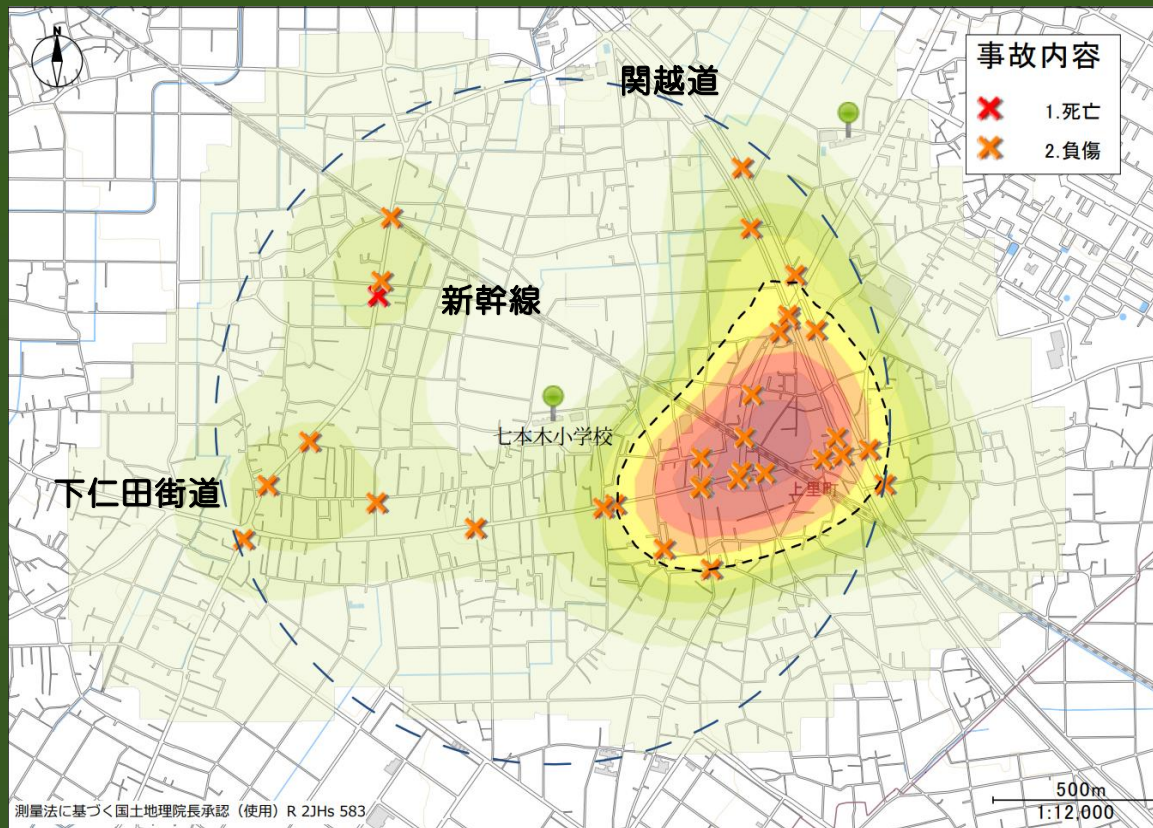 N
関越道
事故内容
1.死亡
2.負傷
新幹線
七本木小学校
下仁田街道
上里町
500m
1:12,000
測量法に基づく国土地理院長承認（使用）R 2JHs 583